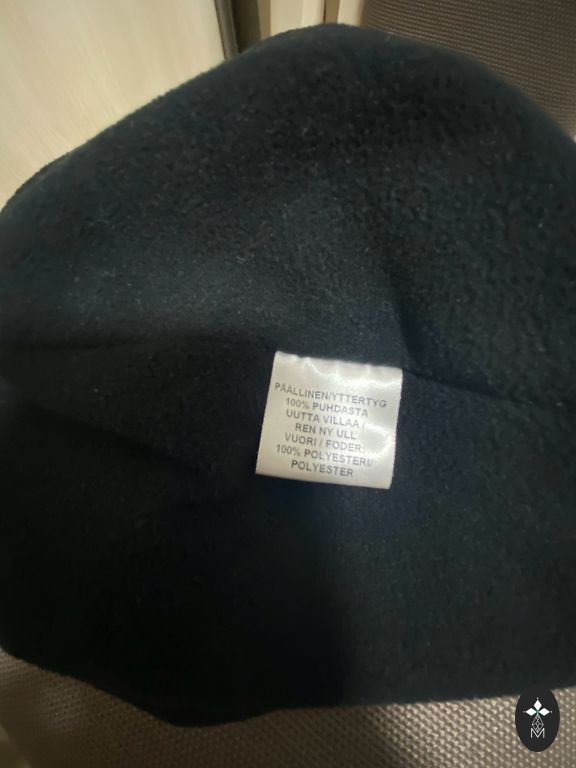 PÄÄLLINEN/YTTERTYG
100% PUHDASTA
UUTTA VILLAA /
REN NY ULL
VUORI / FODER:
100% POLYESTERI/
POLYESTER
M